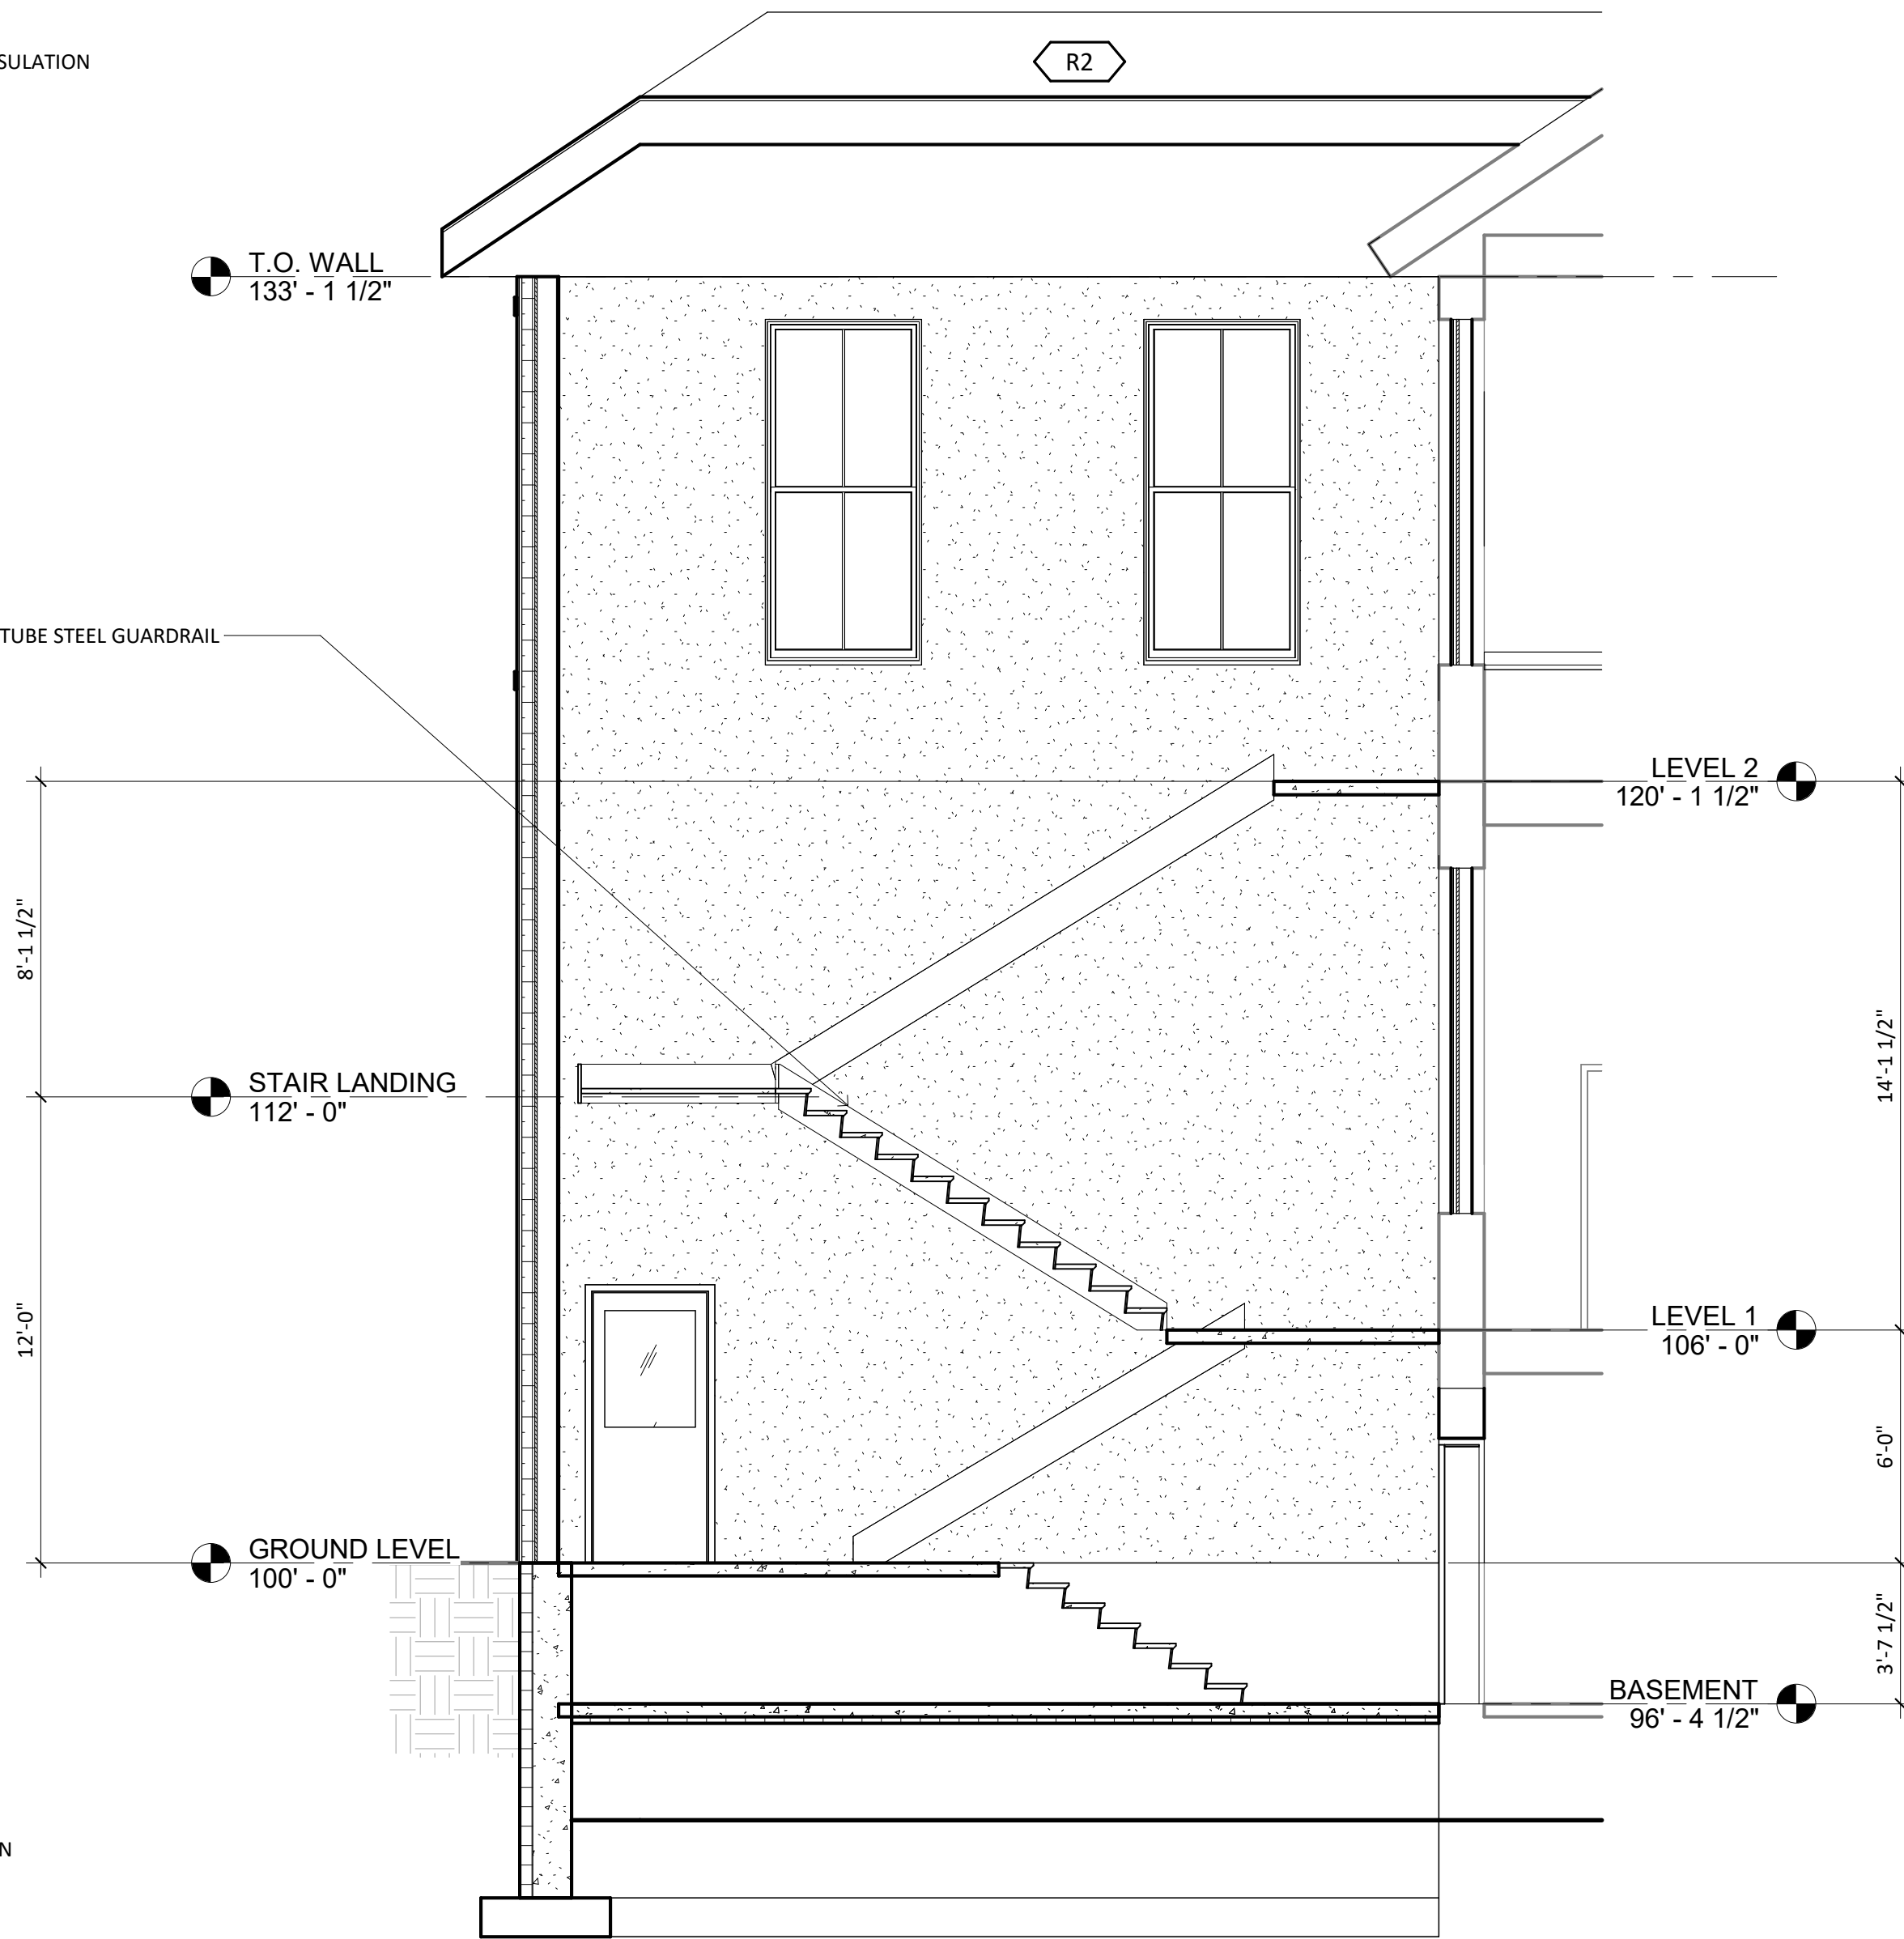 SULATION
R2
T.O. WALL
133' - 1 1/2"
TUBE STEEL GUARDRAIL
LEVEL 2
120' - 1 1/2"
8'-1 1/2"
14'-1 1/2"
STAIR LANDING
112' - 0"
12'-0"
LEVEL 1
106' - 0"
6'-0"
GROUND LEVEL
100' - 0"
3'-7 1/2"
BASEMENT
96' - 4 1/2"
N